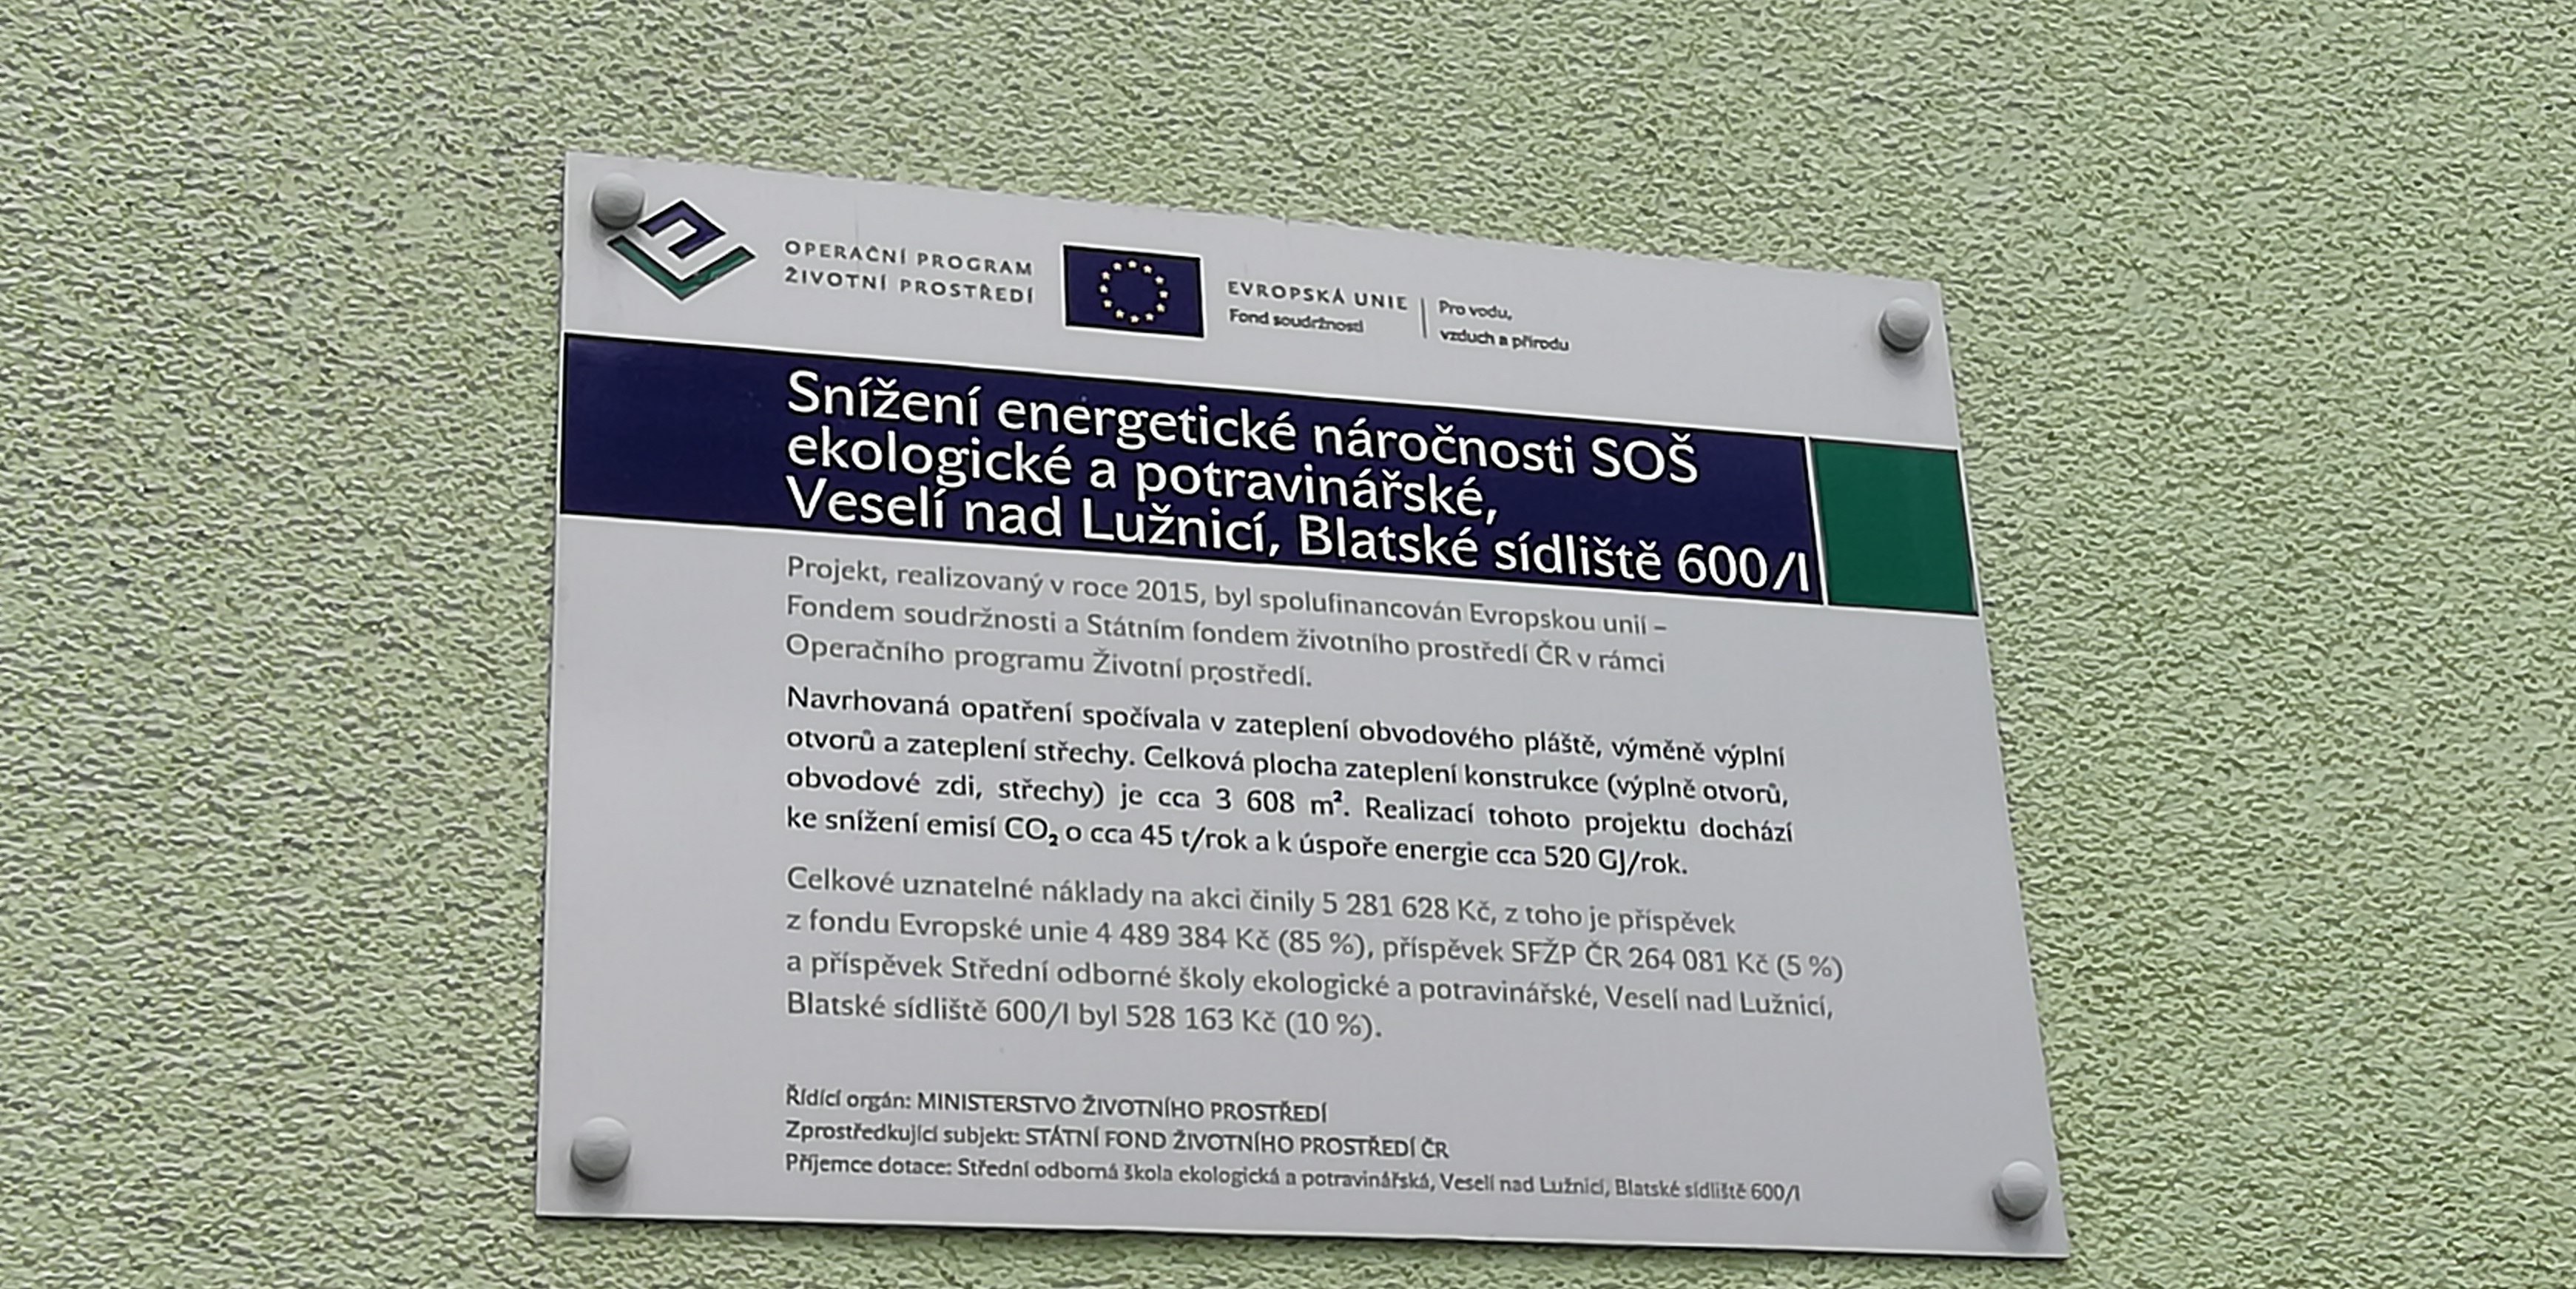 OPERAČNÍ PROGRAM
ŽIVOTNÍ PROSTŘEDÍ
EVROPSKÁ UNIE
Fond soudržnosti
Pro vodu,
vzduch a přírodu
Snížení energetické náročnosti SOŠ
ekologické a potravinářské,
Veselí nad Lužnicí, Blatské sídliště 600/I
Projekt, realizovaný v roce 2015, byl spolufinancován Evropskou unií –
Fondem soudržnosti a Státním fondem životního prostředí ČR v rámci
Operačního programu Životní prostředí.
Navrhovaná opatření spočívala v zateplení obvodového pláště, výměně výplní
otvorů a zateplení střechy. Celková plocha zateplení konstrukce (výplně otvorů,
obvodové zdi, střechy) je cca 3 608 m². Realizací tohoto projektu dochází
ke snížení emisí CO₂ o cca 45 t/rok a k úspoře energie cca 520 GJ/rok.
Celkové uznatelné náklady na akci činily 5 281 628 Kč, z toho je příspěvek
z fondu Evropské unie 4 489 384 Kč (85 %), příspěvek SFŽP ČR 264 081 Kč (5 %)
a příspěvek Střední odborné školy ekologické a potravinářské, Veselí nad Lužnicí,
Blatské sídliště 600/I byl 528 163 Kč (10 %).
Řídící orgán: MINISTERSTVO ŽIVOTNÍHO PROSTŘEDÍ
Zprostředkující subjekt: STÁTNÍ FOND ŽIVOTNÍHO PROSTŘEDÍ ČR
Příjemce dotace: Střední odborná škola ekologická a potravinářská, Veselí nad Lužnicí, Blatské sídliště 600/I